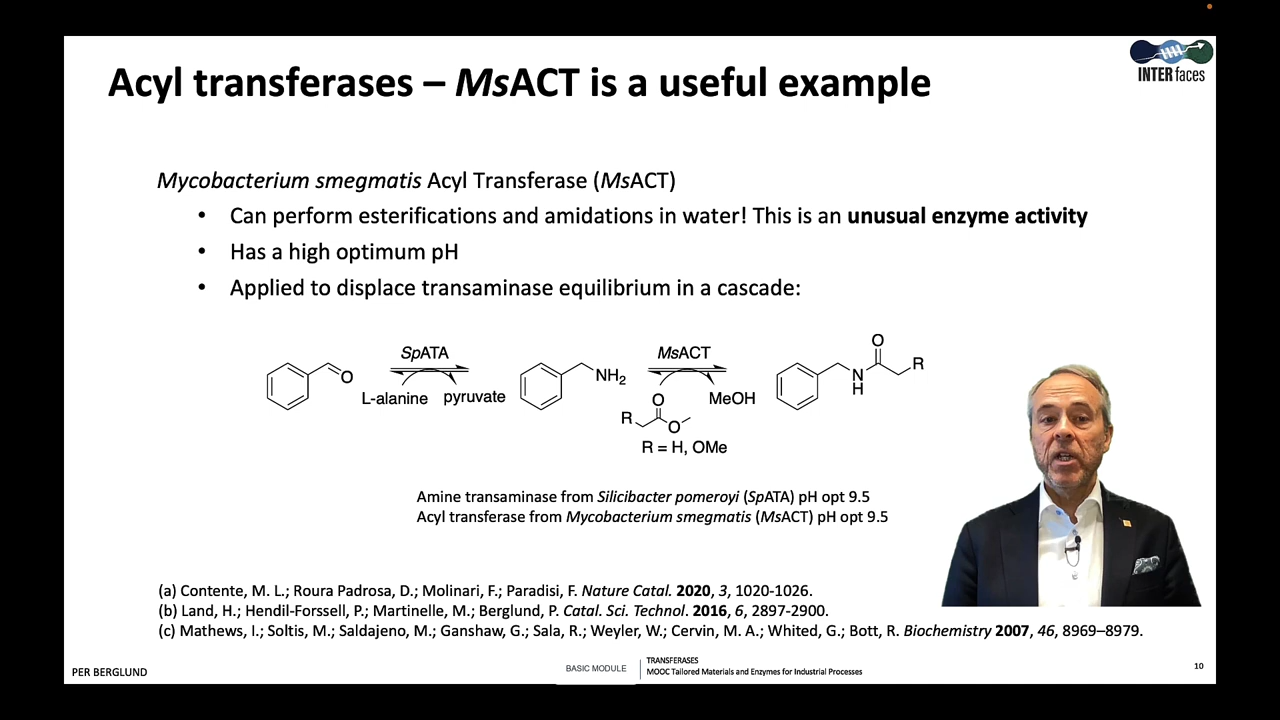 INTERfaces
Acyl transferases – MsACT is a useful example
Mycobacterium smegmatis Acyl Transferase (MsACT)
• Can perform esterifications and amidations in water! This is an unusual enzyme activity
• Has a high optimum pH
• Applied to displace transaminase equilibrium in a cascade:
SpATA
MsACT
O
R
O
NH2
N
H
L-alanine
pyruvate
O
MeOH
R
O
R = H, OMe
Amine transaminase from Silicibacter pomeroyi (SpATA) pH opt 9.5
Acyl transferase from Mycobacterium smegmatis (MsACT) pH opt 9.5
(a) Contente, M. L.; Roura Padrosa, D.; Molinari, F.; Paradisi, F. Nature Catal. 2020, 3, 1020-1026.
(b) Land, H.; Hendil-Forssell, P.; Martinelle, M.; Berglund, P. Catal. Sci. Technol. 2016, 6, 2897-2900.
(c) Mathews, I.; Soltis, M.; Saldajeno, M.; Ganshaw, G.; Sala, R.; Weyler, W.; Cervin, M. A.; Whited, G.; Bott, R. Biochemistry 2007, 46, 8969–8979.
PER BERGLUND
BASIC MODULE
TRANSFERASES
MOOC Tailored Materials and Enzymes for Industrial Processes
10